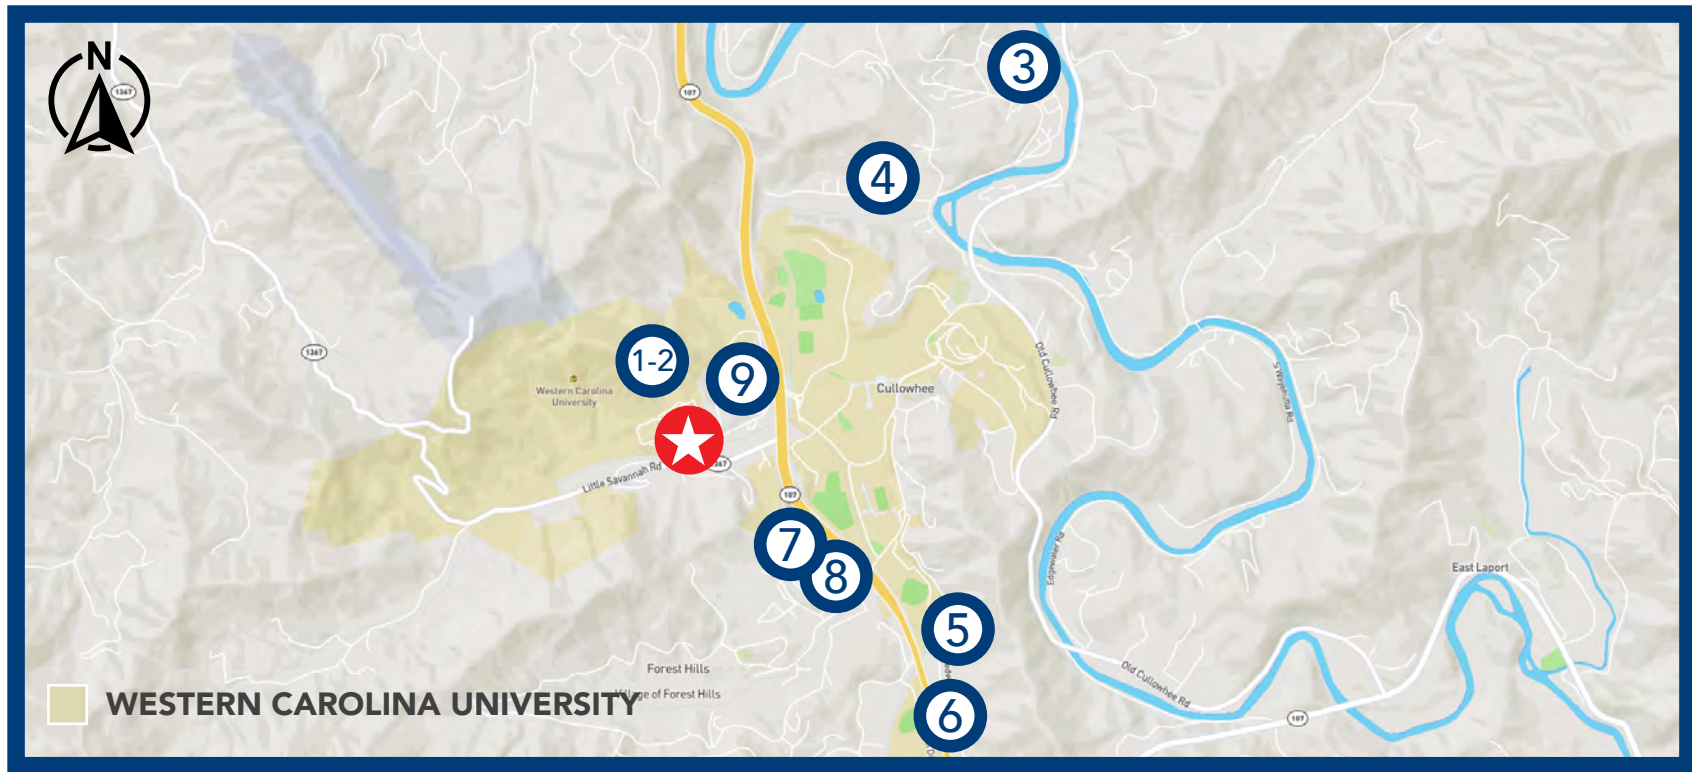 N
3
1367
107
4
1367
1-2
9
Old Cullowhee Rd
S Wayehutta Rd
Western Carolina
University
Cullowhee
Little Savannah Rd
107
7
8
Edgewater Rd
East Laport
5
Forest Hills
Village of Forest Hills
Old Cullowhee Rd
WESTERN CAROLINA UNIVERSITY
6
107